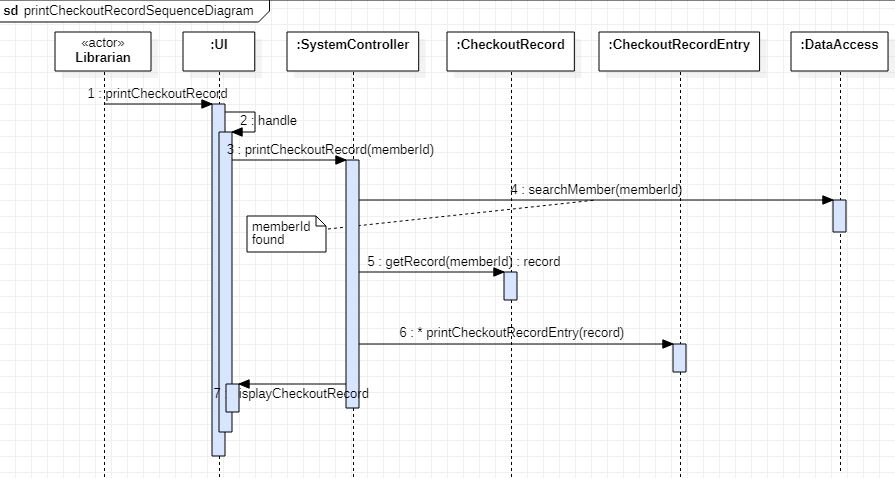 sd printCheckoutRecordSequenceDiagram
«actor»
Librarian
:UI
:SystemController
:CheckoutRecord
:CheckoutRecordEntry
:DataAccess
1 : printCheckoutRecord
2 : handle
3 : printCheckoutRecord(memberId)
4 : searchMember(memberId)
memberId
found
5 : getRecord(memberId) : record
6 : * printCheckoutRecordEntry(record)
7 : displayCheckoutRecord